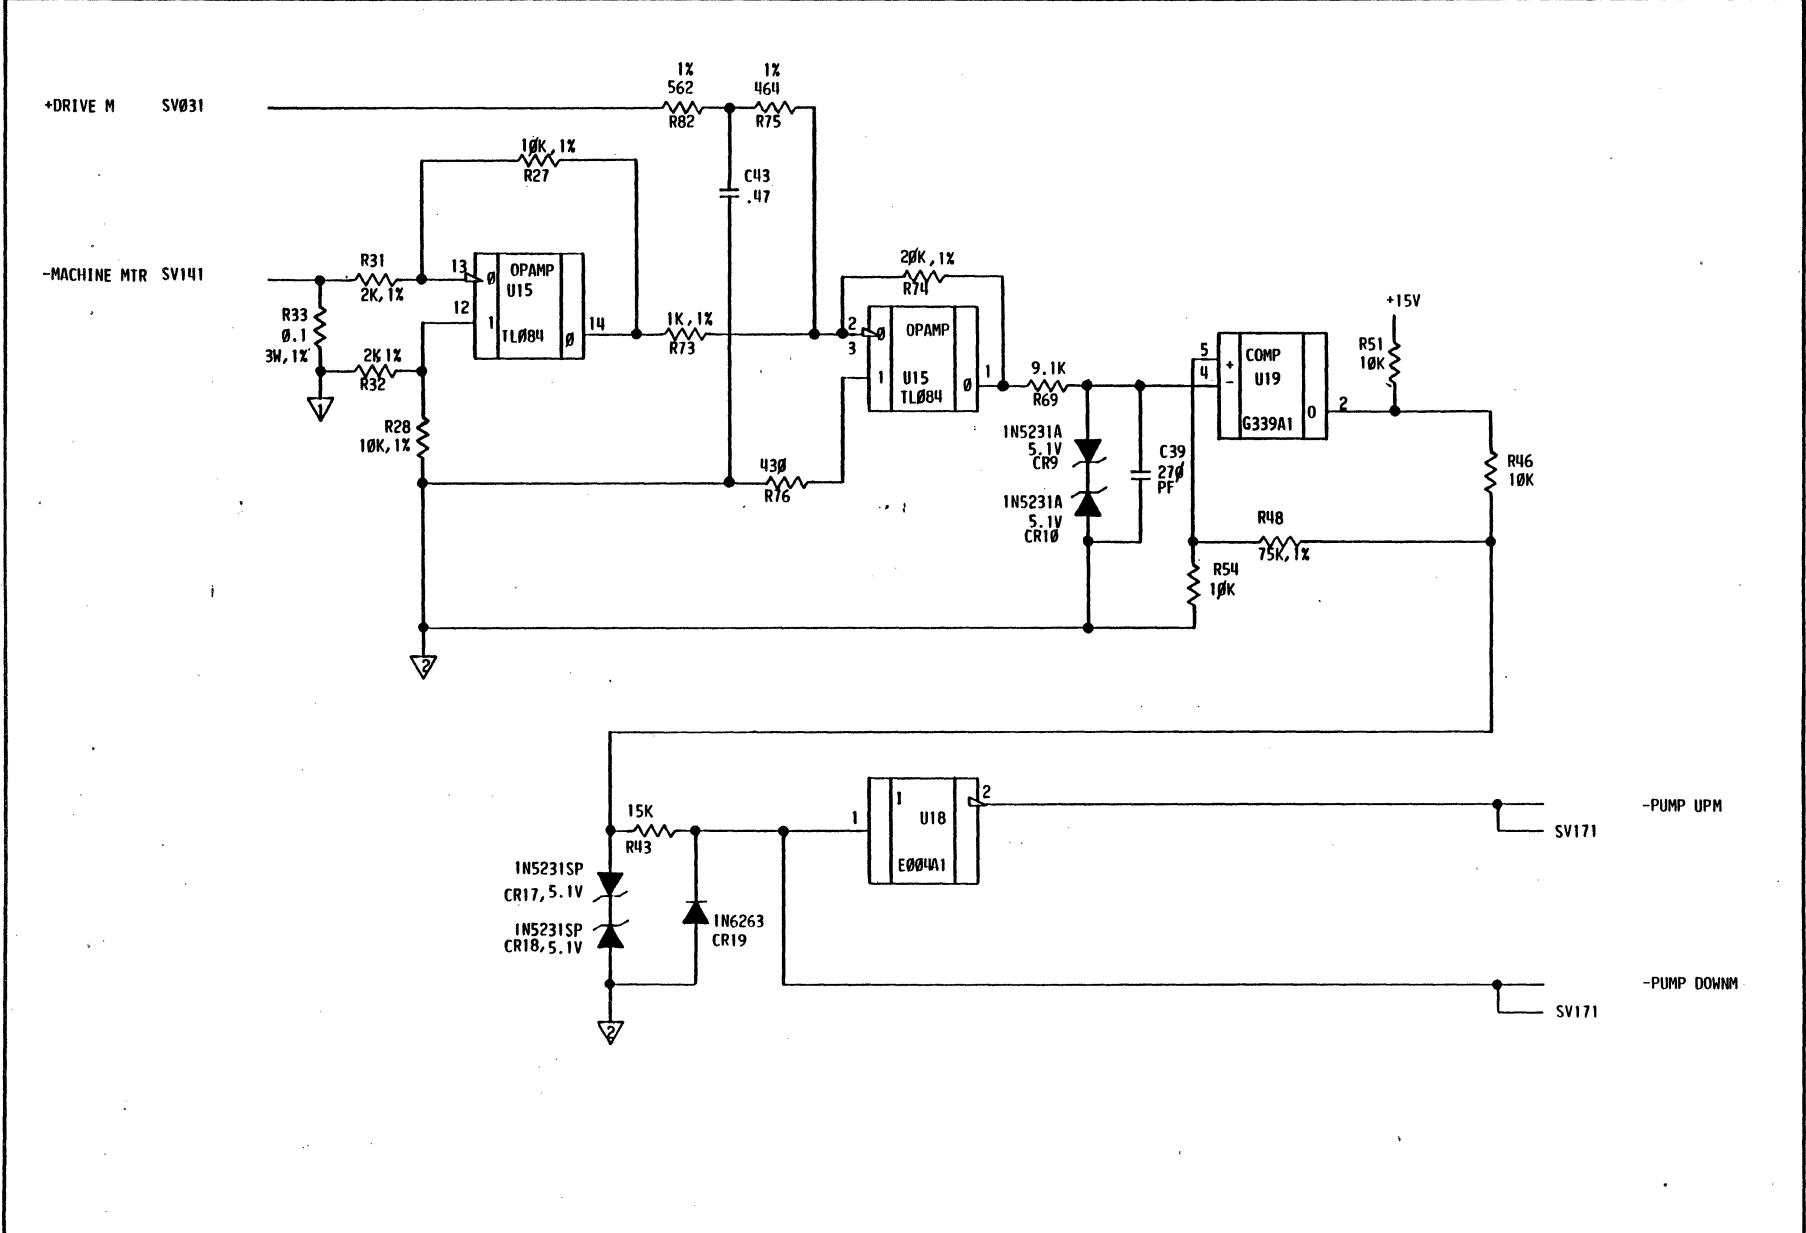 1%
1%
562
464
+DRIVE M SVØ31
R82
R75
1ØK,1%
R27
C43
.47
-MACHINE MTR SV141
R31
2K,1%
13
Ø
OPAMP
U15
12
1
TLØ84
Ø
14
R33
Ø.1
3W,1%
2K 1%
R32
1
R28
1ØK,1%
1K,1%
R73
2ØK,1%
R74
2
Ø
3
OPAMP
1
U15
TLØ84
Ø
1
43Ø
R76
9.1K
R69
1N5231A
5.1V
CR9
1N5231A
5.1V
CR1Ø
C39
27Ø
PF
5
+
4
-
COMP
U19
G339A1
O
2
+15V
R51
1ØK
R46
1ØK
R48
75K,1%
R54
1ØK
2
15K
R43
1N5231SP
CR17,5.1V
1N5231SP
CR18,5.1V
1N6263
CR19
2
1
I
U18
EØØ4A1
2
-PUMP UPM
SV171
-PUMP DOWNM
SV171